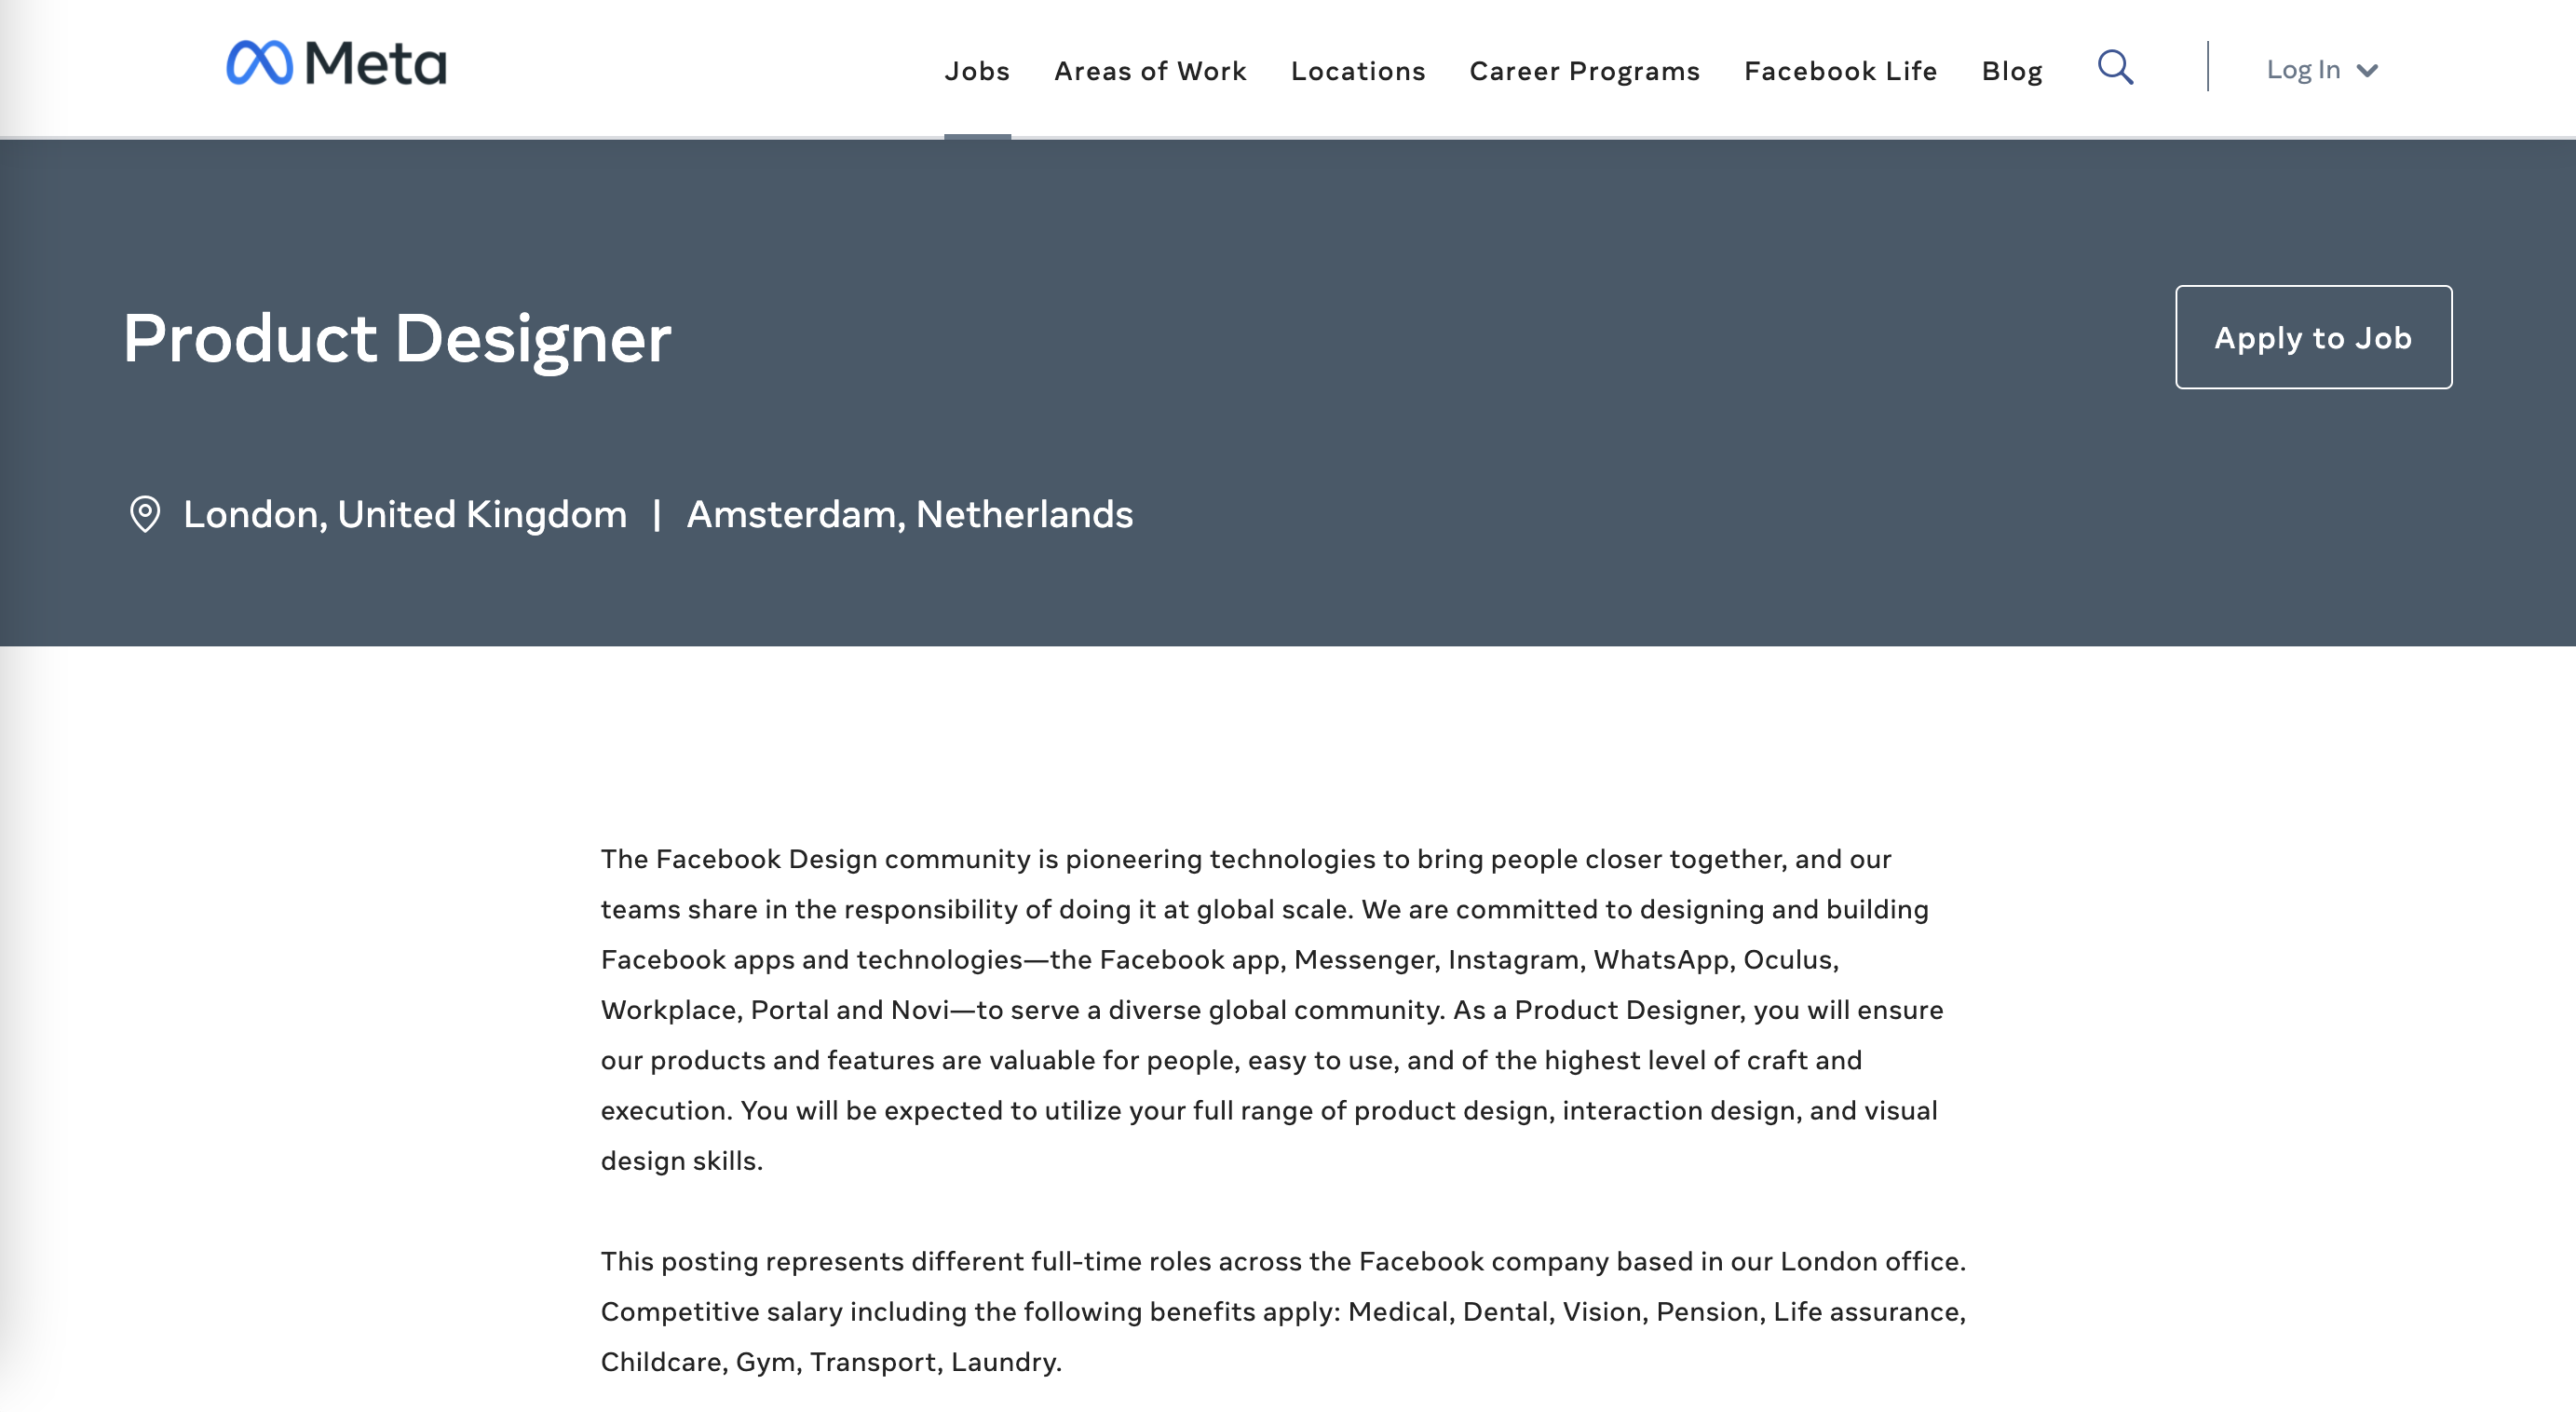 Meta
Jobs Areas of Work Locations Career Programs Facebook Life Blog Log In
Product Designer
Apply to Job
London, United Kingdom | Amsterdam, Netherlands
The Facebook Design community is pioneering technologies to bring people closer together, and our
teams share in the responsibility of doing it at global scale. We are committed to designing and building
Facebook apps and technologies—the Facebook app, Messenger, Instagram, WhatsApp, Oculus,
Workplace, Portal and Novi—to serve a diverse global community. As a Product Designer, you will ensure
our products and features are valuable for people, easy to use, and of the highest level of craft and
execution. You will be expected to utilize your full range of product design, interaction design, and visual
design skills.
This posting represents different full-time roles across the Facebook company based in our London office.
Competitive salary including the following benefits apply: Medical, Dental, Vision, Pension, Life assurance,
Childcare, Gym, Transport, Laundry.